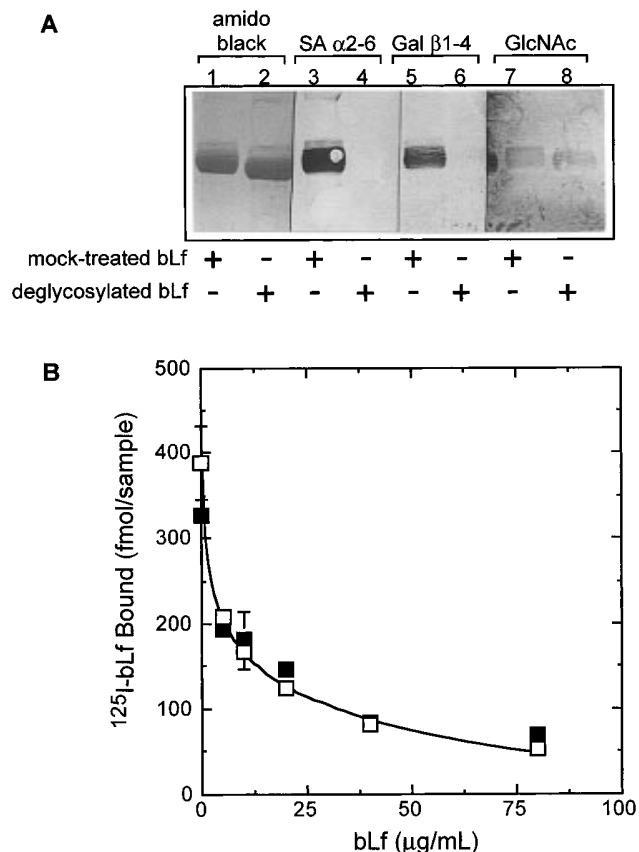 A
amido
black SA α2-6 Gal β1-4 GlcNAc
1 2 3 4 5 6 7 8
mock-treated bLf + - + - + - + -
deglycosylated bLf - + - + - + - +
B
500
400
300
200
100
0
¹²⁵I-bLf Bound (fmol/sample)
0 25 50 75 100
bLf (µg/mL)